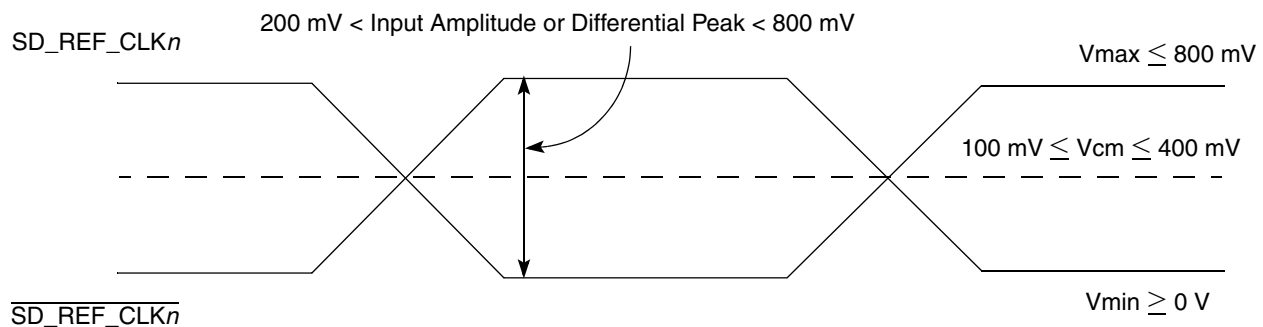 200 mV < Input Amplitude or Differential Peak < 800 mV
SD_REF_CLKn
Vmax ≤ 800 mV
100 mV ≤ Vcm ≤ 400 mV
Vmin ≥ 0 V
SD_REF_CLKn